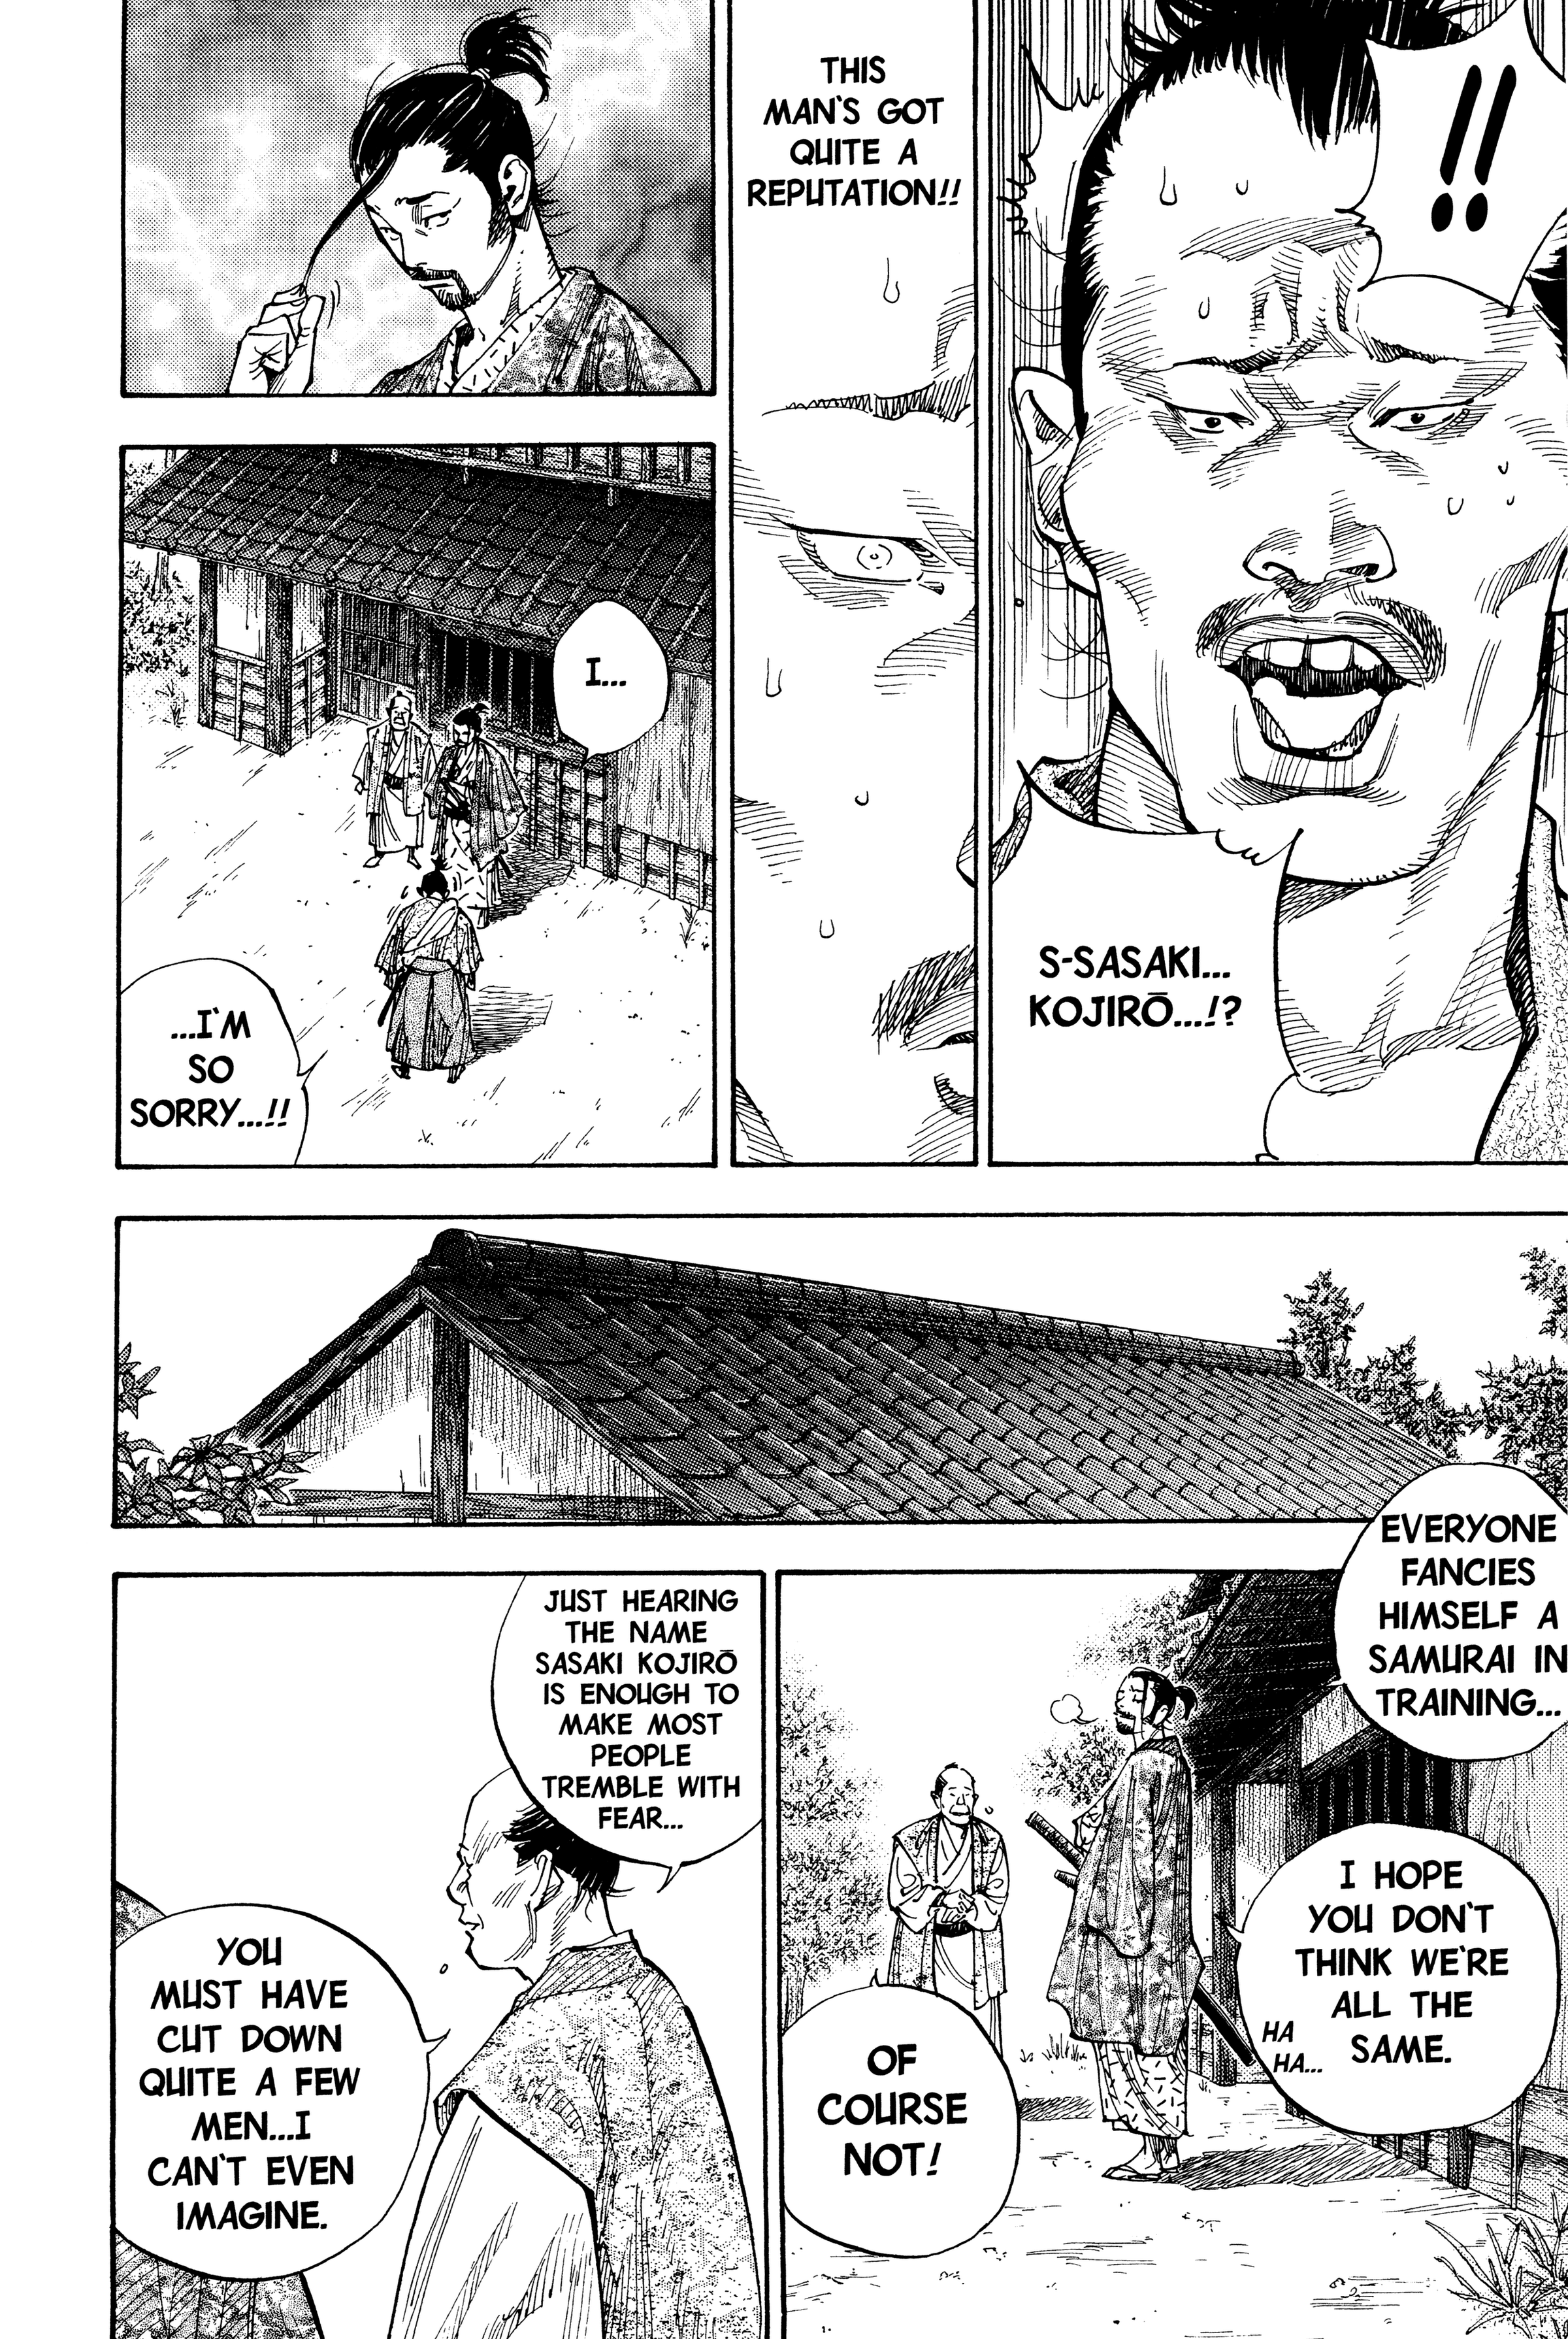 !!
S-SASAKI...
KOJIRŌ...!?
THIS
MAN'S GOT
QUITE A
REPUTATION!!
I...
...I'M
SO
SORRY...!!
EVERYONE
FANCIES
HIMSELF A
SAMURAI IN
TRAINING...
I HOPE
YOU DON'T
THINK WE'RE
ALL THE
SAME.
HA
HA...
OF
COURSE
NOT!
JUST HEARING
THE NAME
SASAKI KOJIRŌ
IS ENOUGH TO
MAKE MOST
PEOPLE
TREMBLE WITH
FEAR...
YOU
MUST HAVE
CUT DOWN
QUITE A FEW
MEN...I
CAN'T EVEN
IMAGINE.